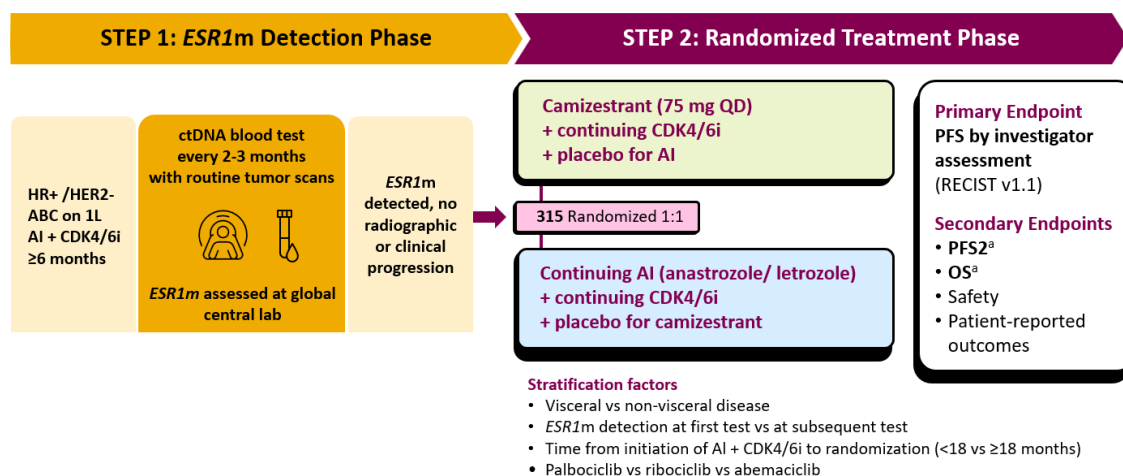 STEP 1: ESR1m Detection Phase
STEP 2: Randomized Treatment Phase
HR+ /HER2-
ABC on 1L
AI + CDK4/6i
≥6 months
ctDNA blood test
every 2-3 months
with routine tumor scans
ESR1m assessed at global
central lab
ESR1m
detected, no
radiographic
or clinical
progression
Camizestrant (75 mg QD)
+ continuing CDK4/6i
+ placebo for AI
315 Randomized 1:1
Continuing AI (anastrozole/ letrozole)
+ continuing CDK4/6i
+ placebo for camizestrant
Primary Endpoint
PFS by investigator
assessment
(RECIST v1.1)
Secondary Endpoints
• PFS2ᵃ
• OSᵃ
• Safety
• Patient-reported
outcomes
Stratification factors
• Visceral vs non-visceral disease
• ESR1m detection at first test vs at subsequent test
• Time from initiation of AI + CDK4/6i to randomization (<18 vs ≥18 months)
• Palbociclib vs ribociclib vs abemaciclib